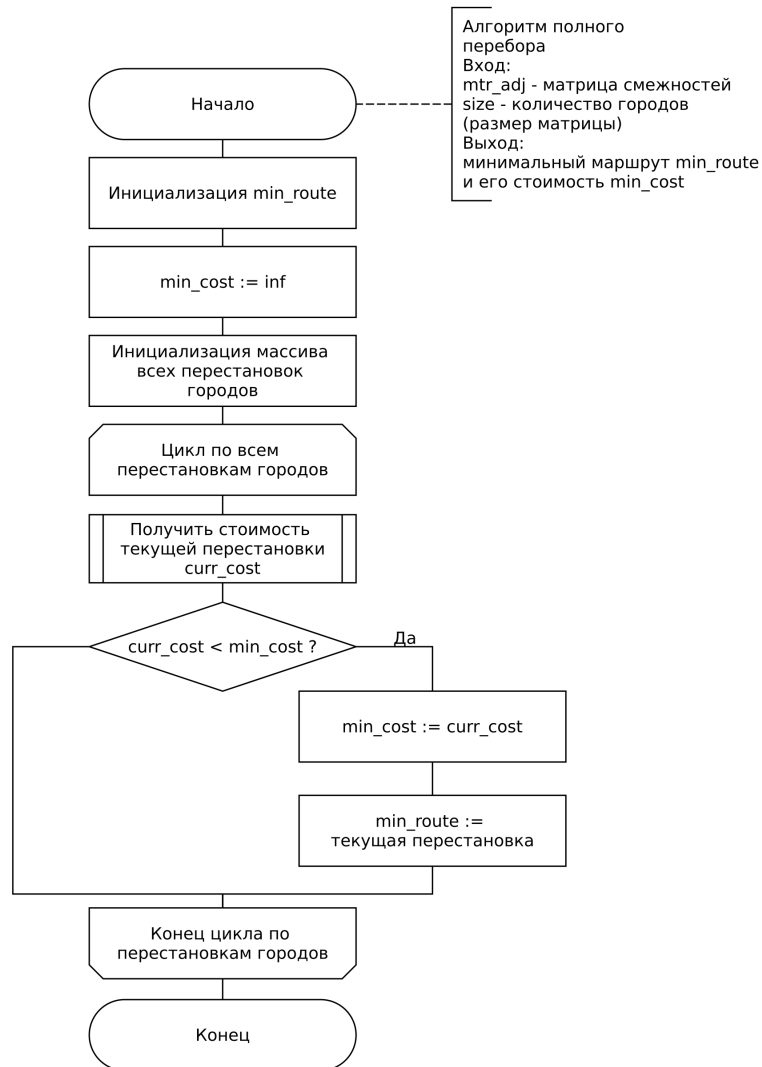 Алгоритм полного
перебора
Вход:
mtr_adj - матрица смежностей
size - количество городов
(размер матрицы)
Выход:
минимальный маршрут min_route
и его стоимость min_cost
Начало
Инициализация min_route
min_cost := inf
Инициализация массива
всех перестановок
городов
Цикл по всем
перестановкам городов
Получить стоимость
текущей перестановки
curr_cost
curr_cost < min_cost ?
Да
min_cost := curr_cost
min_route :=
текущая перестановка
Конец цикла по
перестановкам городов
Конец